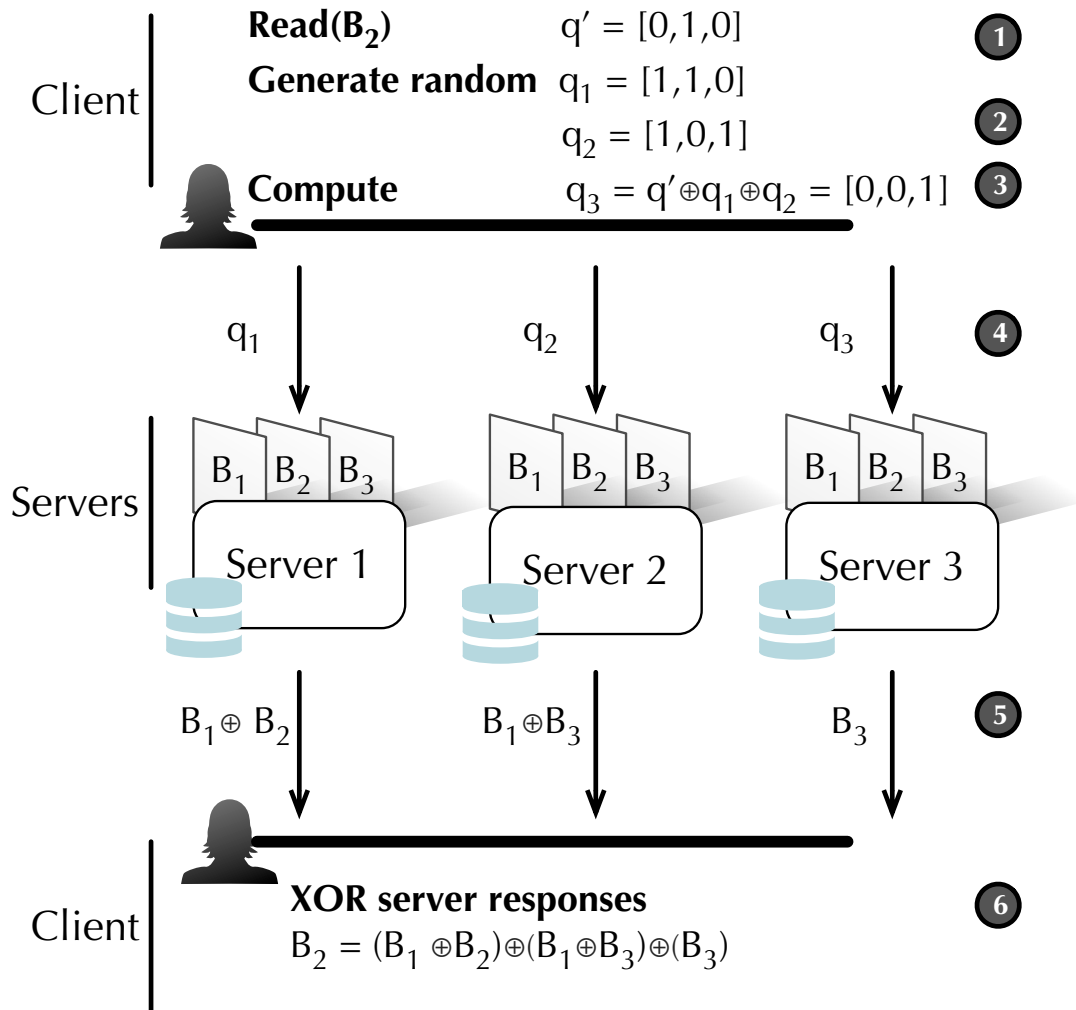 Client
Read(B₂) q′ = [0,1,0] 1
Generate random q₁ = [1,1,0]
q₂ = [1,0,1] 2
Compute q₃ = q′⊕q₁⊕q₂ = [0,0,1] 3
q₁ q₂ q₃ 4
Servers
B₁ B₂ B₃ B₁ B₂ B₃ B₁ B₂ B₃
Server 1 Server 2 Server 3
B₁⊕ B₂ B₁⊕B₃ B₃ 5
Client
XOR server responses 6
B₂ = (B₁ ⊕B₂)⊕(B₁⊕B₃)⊕(B₃)